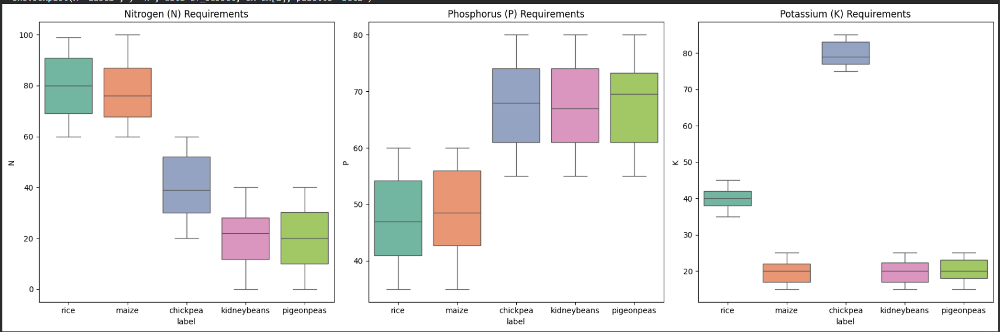 Nitrogen (N) Requirements
100
80
60
40
20
0
N
rice maize chickpea kidneybeans pigeonpeas
label
Phosphorus (P) Requirements
80
70
60
50
40
P
rice maize chickpea kidneybeans pigeonpeas
label
Potassium (K) Requirements
80
70
60
50
40
30
20
K
rice maize chickpea kidneybeans pigeonpeas
label